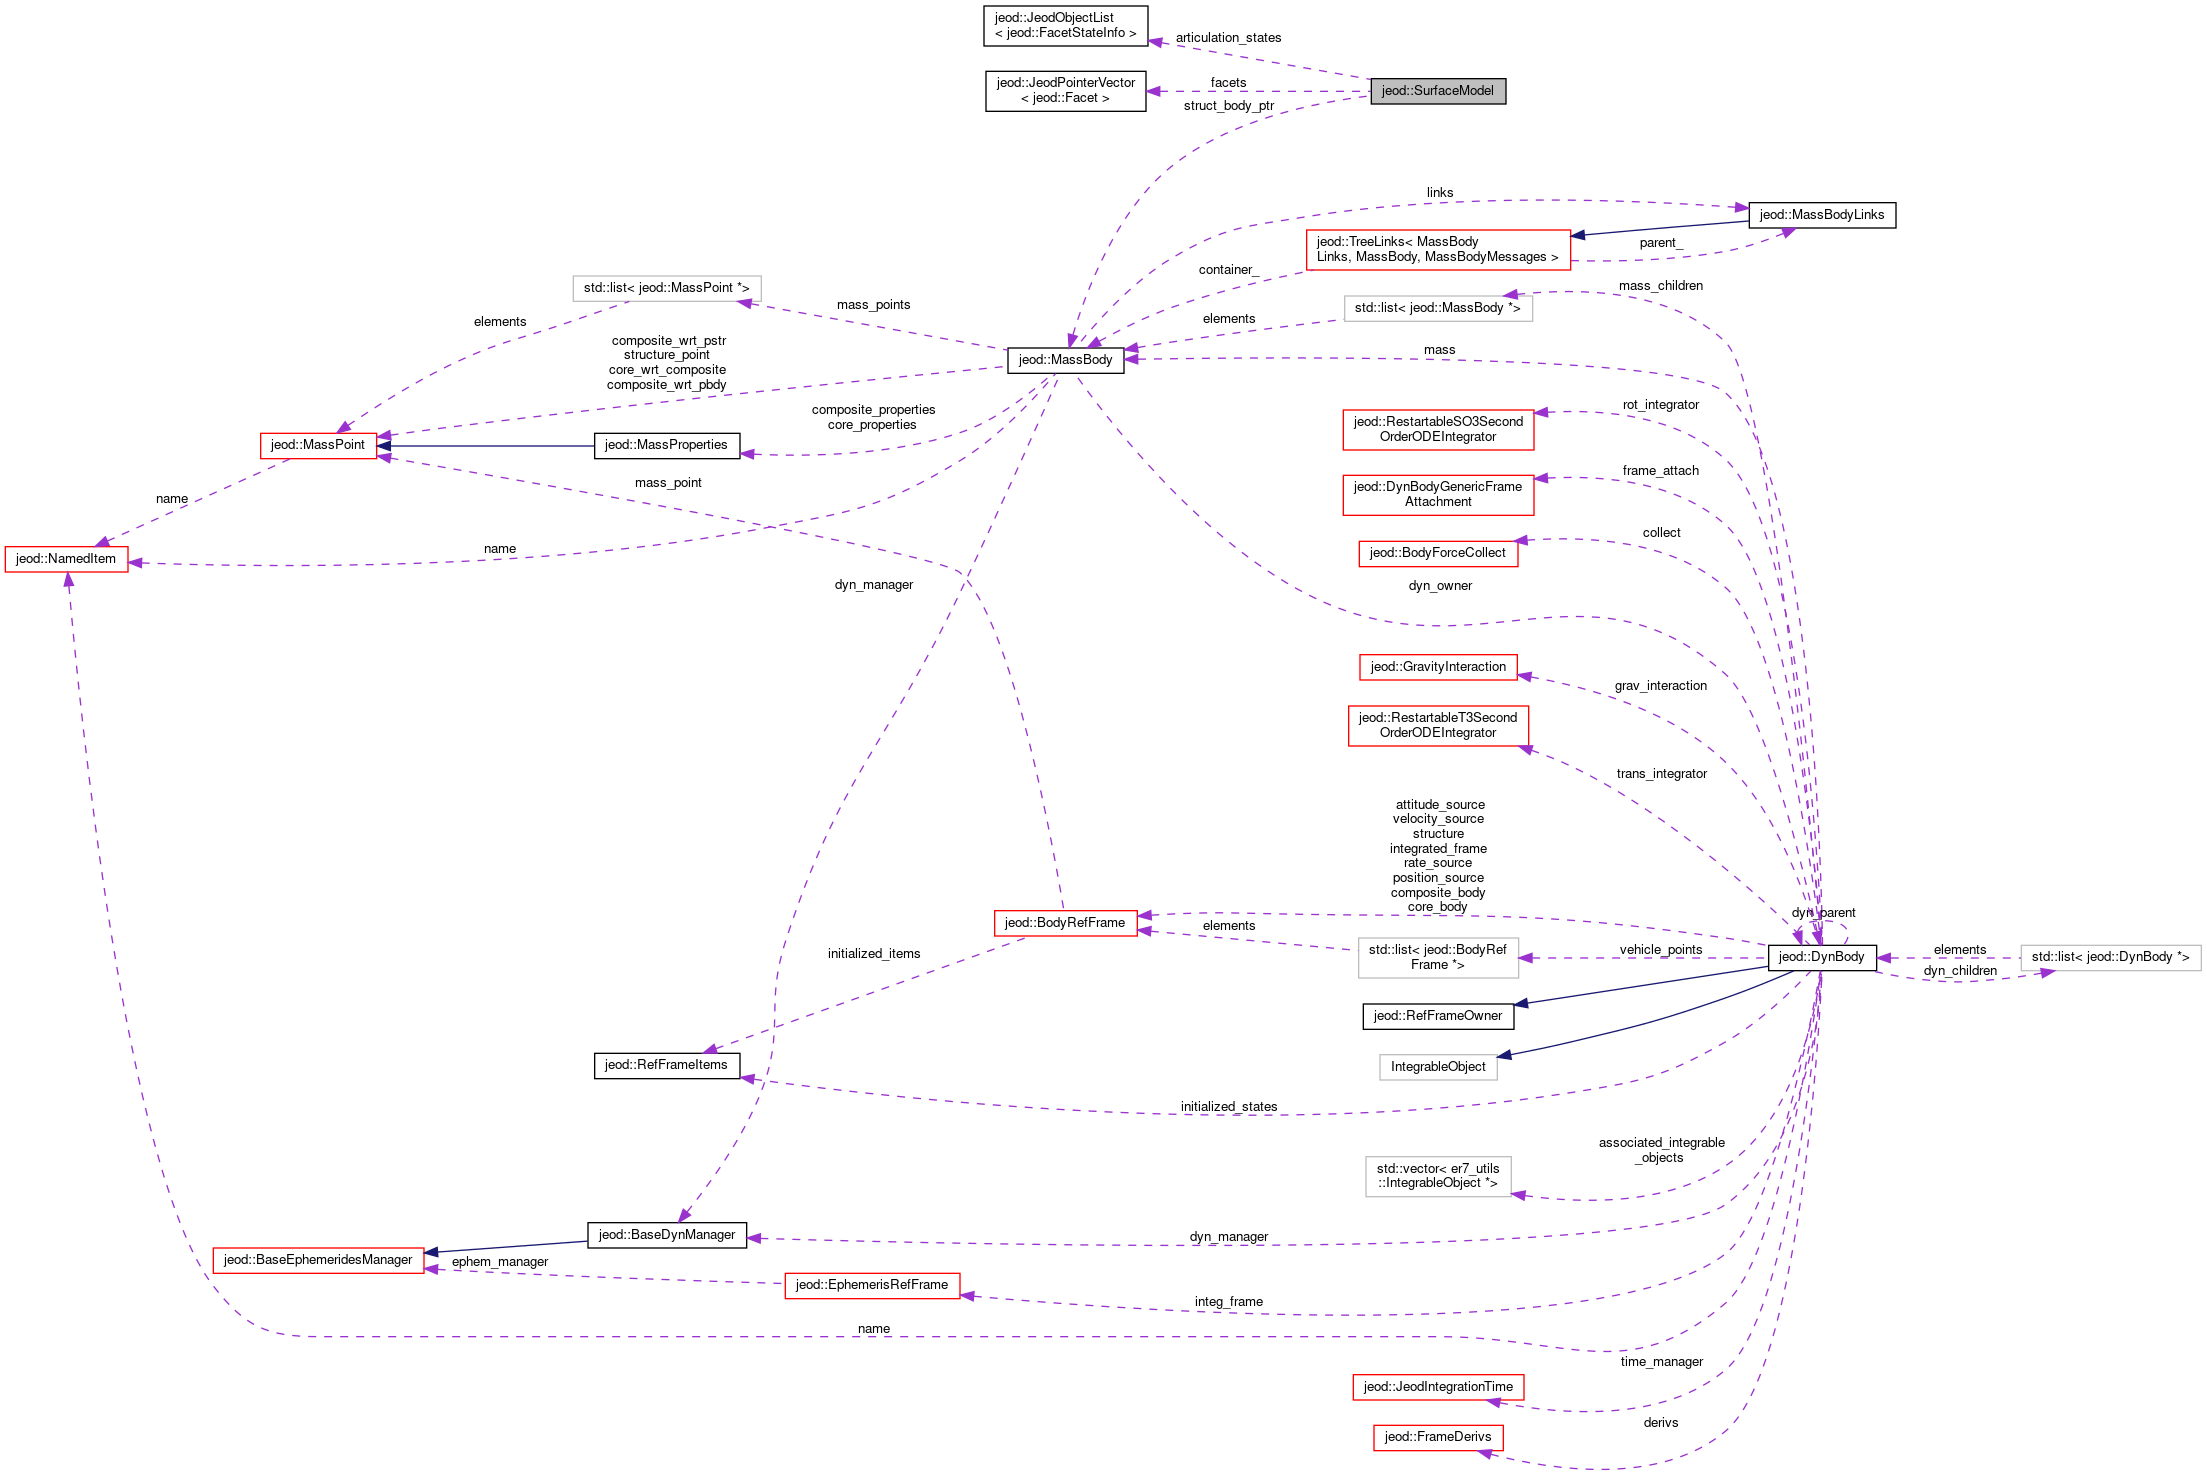 jeod::JeodObjectList
< jeod::FacetStateInfo >
articulation_states
jeod::JeodPointerVector
< jeod::Facet >
facets
jeod::SurfaceModel
struct_body_ptr
links
jeod::MassBodyLinks
jeod::TreeLinks< MassBody
Links, MassBody, MassBodyMessages >
parent_
container_
std::list< jeod::MassPoint *>
mass_points
mass_children
std::list< jeod::MassBody *>
elements
elements
composite_wrt_pstr
structure_point
core_wrt_composite
composite_wrt_pbdy
jeod::MassBody
mass
composite_properties
core_properties
rot_integrator
jeod::RestartableSO3Second
OrderODEIntegrator
jeod::MassPoint
jeod::MassProperties
mass_point
frame_attach
jeod::DynBodyGenericFrame
Attachment
name
collect
jeod::BodyForceCollect
jeod::NamedItem
name
dyn_manager
dyn_owner
jeod::GravityInteraction
grav_interaction
jeod::RestartableT3Second
OrderODEIntegrator
trans_integrator
attitude_source
velocity_source
structure
integrated_frame
rate_source
position_source
composite_body
core_body
dyn_parent
jeod::BodyRefFrame
elements
std::list< jeod::BodyRef
Frame *>
vehicle_points
jeod::DynBody
elements
dyn_children
std::list< jeod::DynBody *>
initialized_items
jeod::RefFrameOwner
jeod::RefFrameItems
IntegrableObject
initialized_states
associated_integrable
_objects
std::vector< er7_utils
::IntegrableObject *>
jeod::BaseDynManager
dyn_manager
jeod::BaseEphemeridesManager
ephem_manager
jeod::EphemerisRefFrame
integ_frame
name
time_manager
jeod::JeodIntegrationTime
derivs
jeod::FrameDerivs